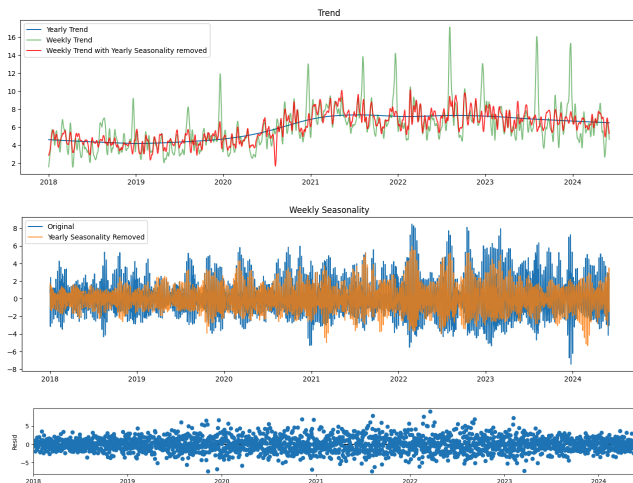 Trend
Yearly Trend
Weekly Trend
Weekly Trend with Yearly Seasonality removed
16
14
12
10
8
6
4
2
2018 2019 2020 2021 2022 2023 2024
Weekly Seasonality
Original
Yearly Seasonality Removed
8
6
4
2
0
−2
−4
−6
−8
2018 2019 2020 2021 2022 2023 2024
Resid
5
0
−5
2018 2019 2020 2021 2022 2023 2024